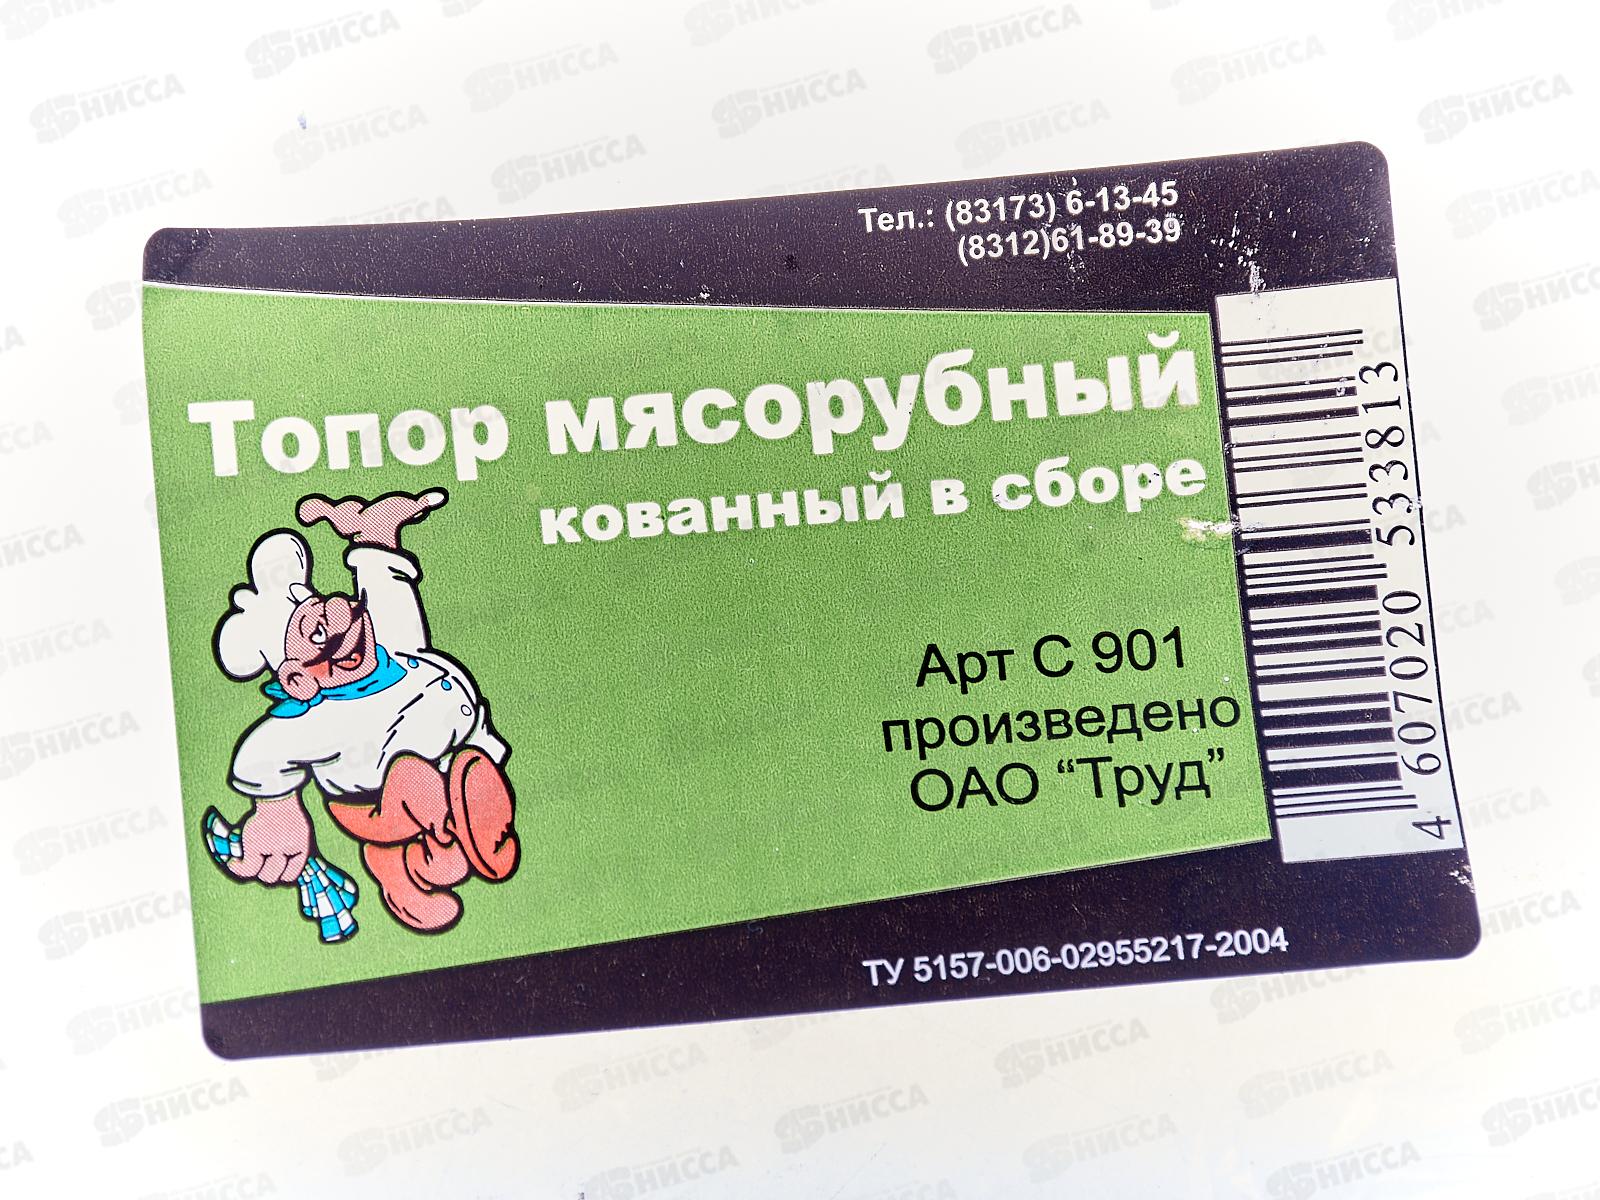 Тел.: (83173) 6-13-45
(8312)61-89-39
Топор мясорубный
кованный в сборе
Арт С 901
произведено
ОАО “Труд”
4 607020 533813
ТУ 5157-006-02955217-2004
НИССА